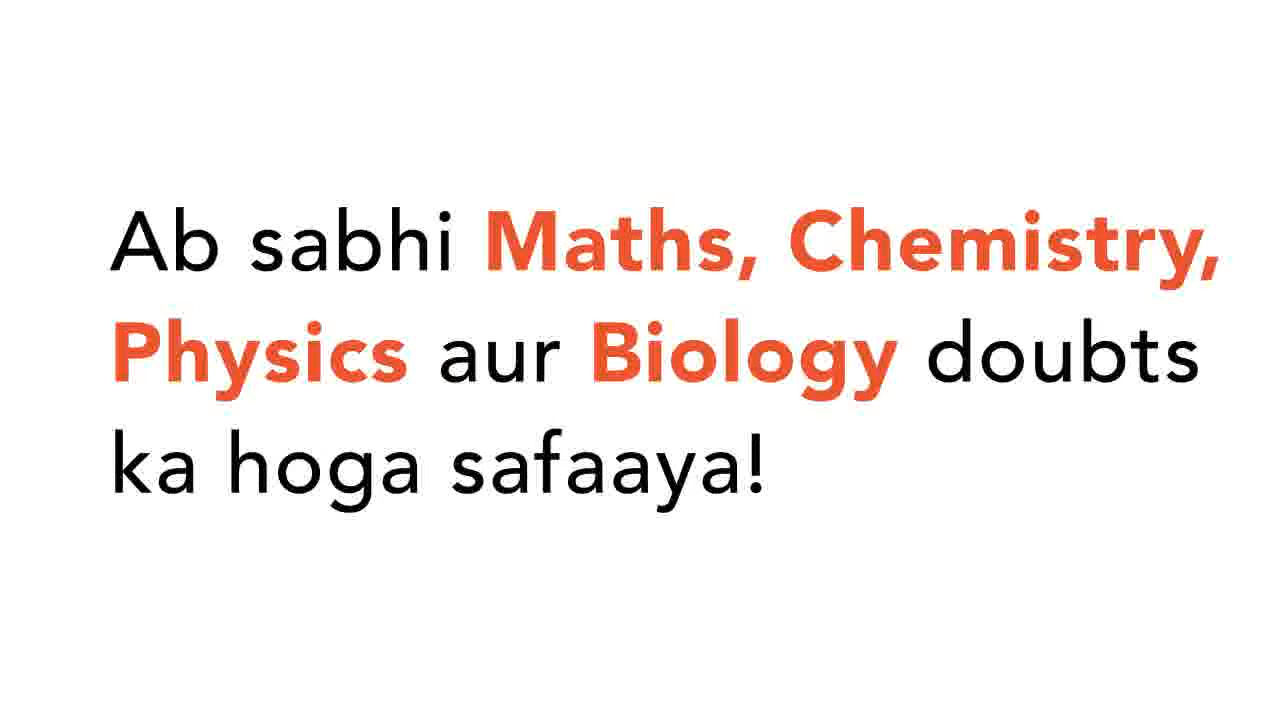 Ab sabhi Maths, Chemistry,
Physics aur Biology doubts
ka hoga safaaya!